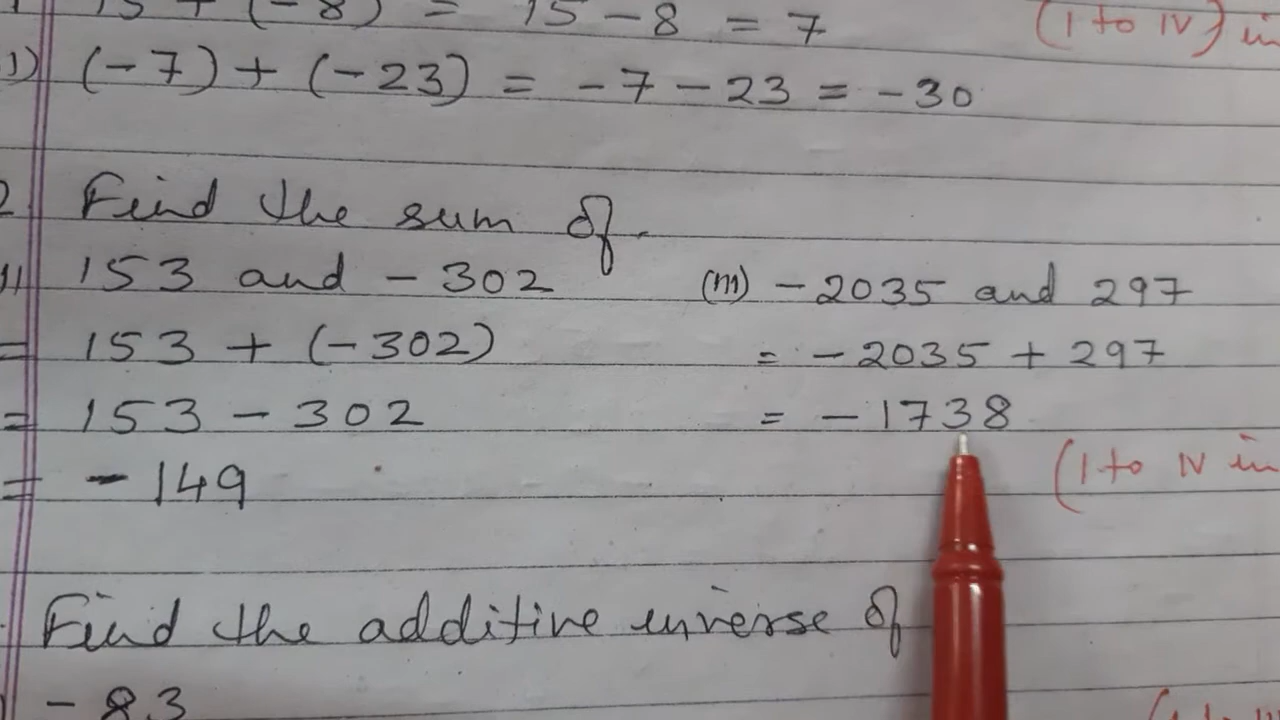 15 + (-8) = 15 - 8 = 7 (I to IV) in
(-7) + (-23) = -7 - 23 = -30
2 Find the sum of.
153 and - 302
= 153 + (-302)
= 153 - 302
= - 149
(m) - 2035 and 297
= - 2035 + 297
= - 1738
(I to IV in
Find the additive inverse of
- 83